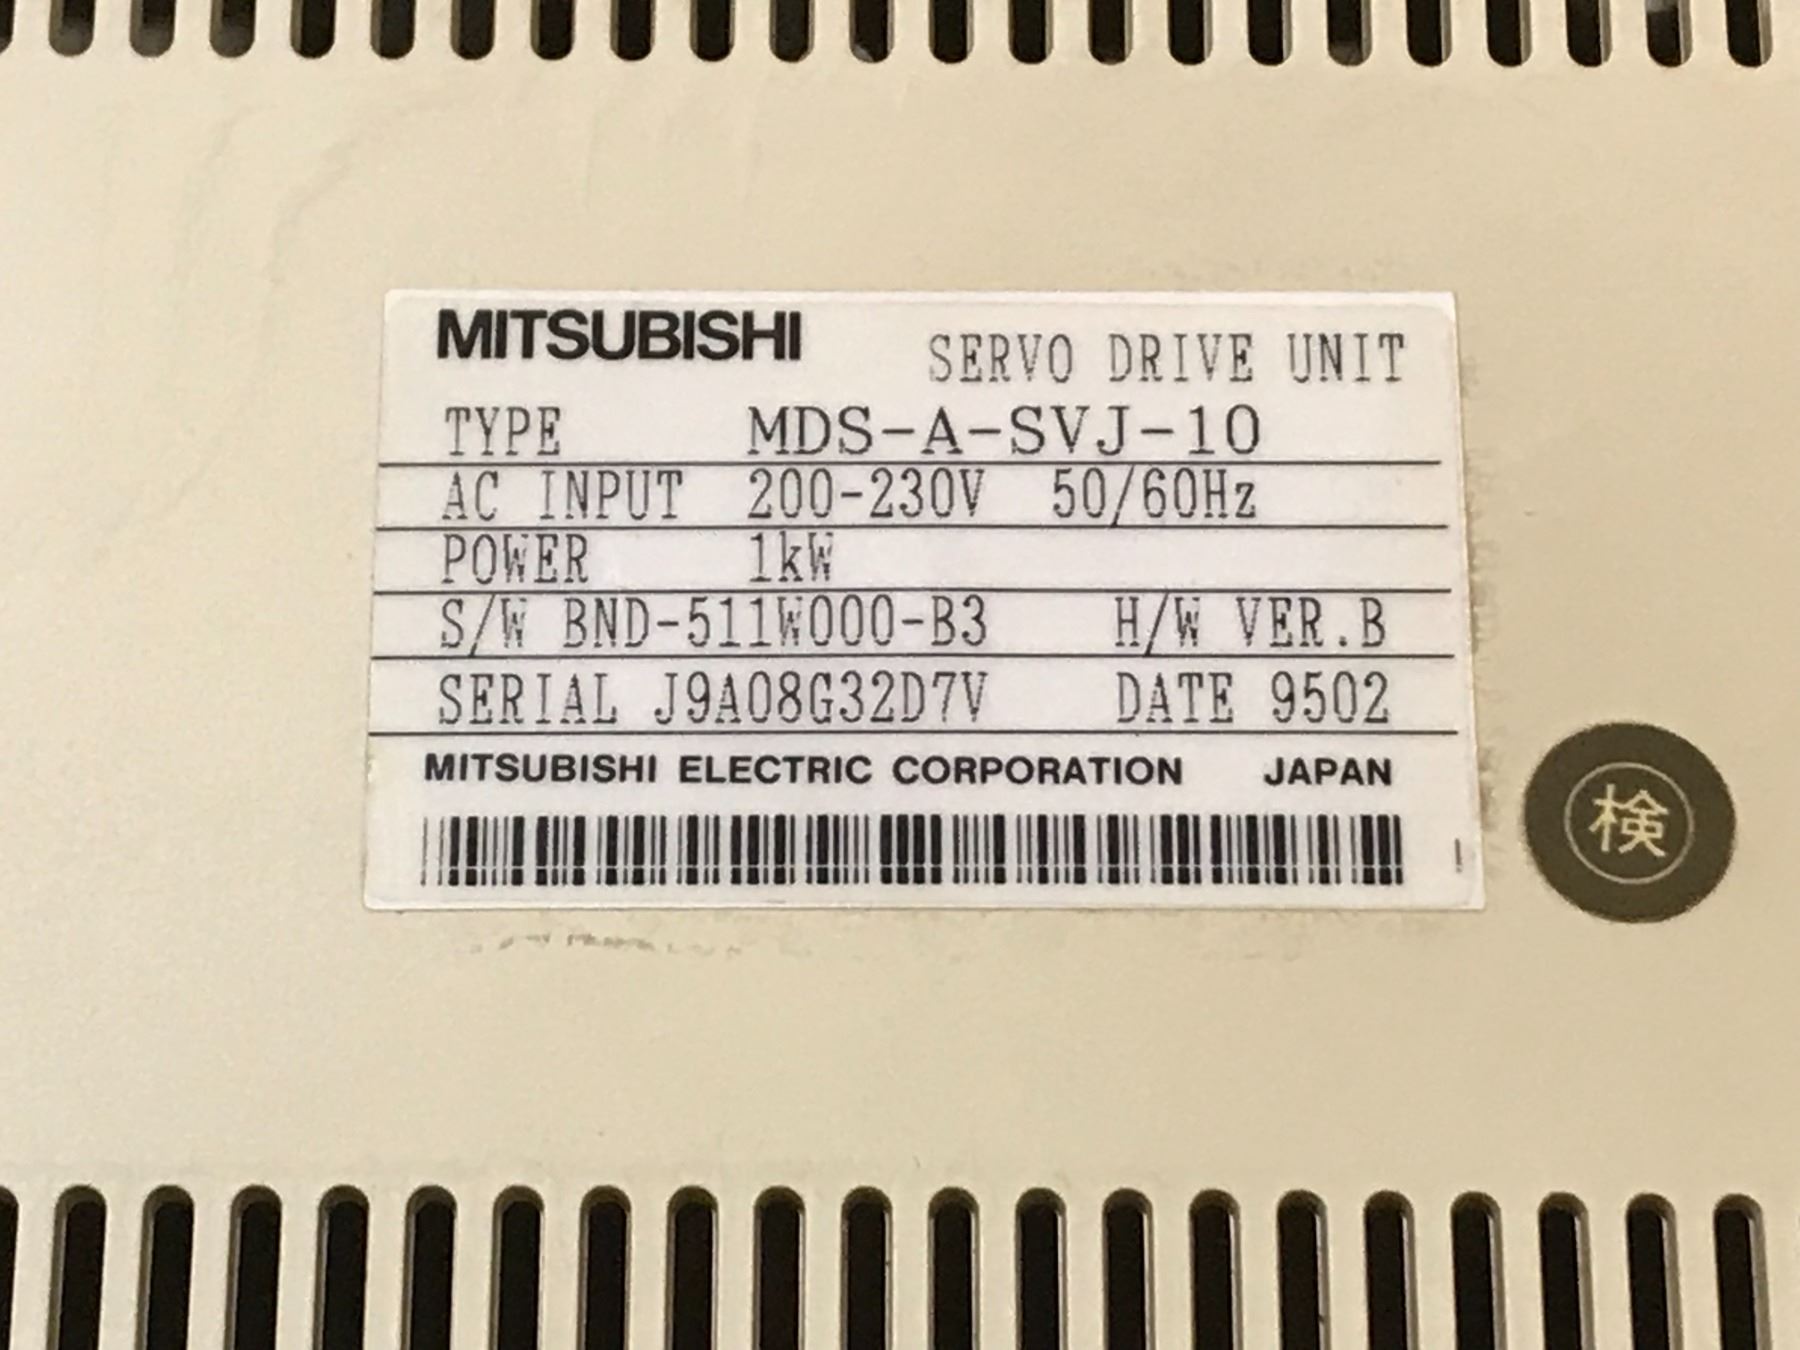 MITSUBISHI SERVO DRIVE UNIT
TYPE MDS-A-SVJ-10
AC INPUT 200-230V 50/60Hz
POWER 1kW
S/W BND-511W000-B3 H/W VER.B
SERIAL J9A08G32D7V DATE 9502
MITSUBISHI ELECTRIC CORPORATION JAPAN
検